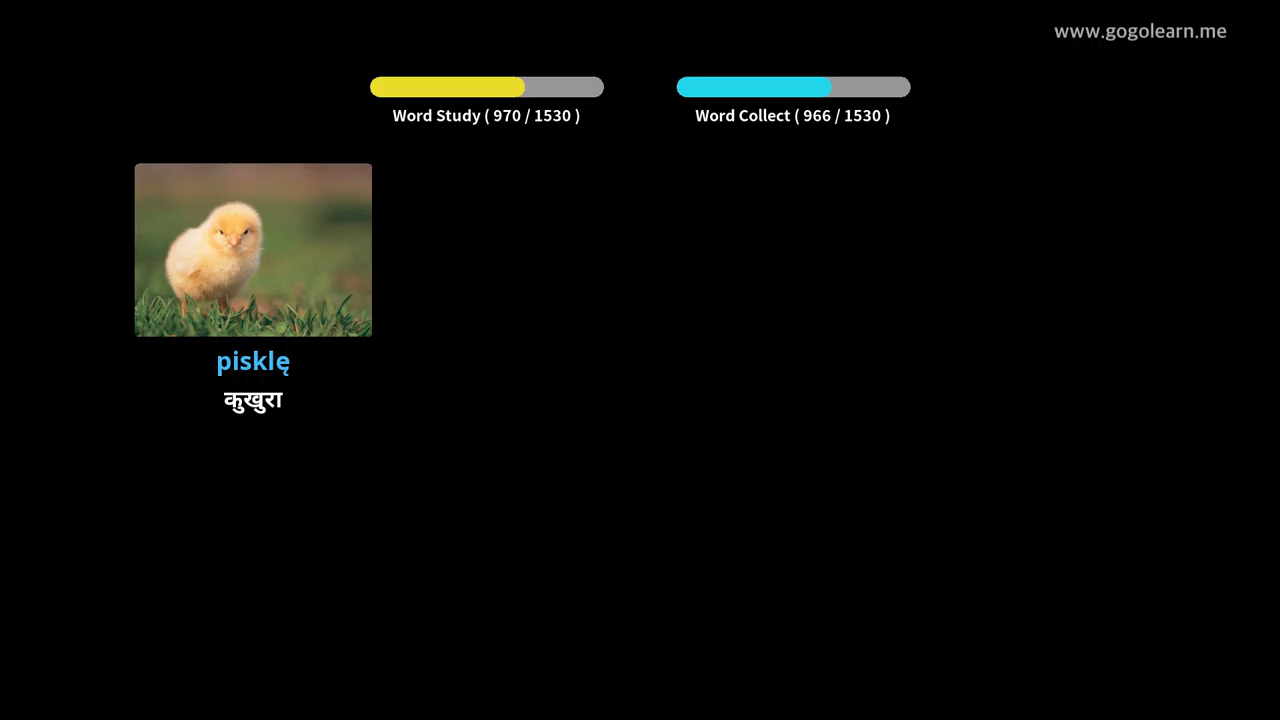 www.gogolearn.me
Word Study ( 970 / 1530 )
Word Collect ( 966 / 1530 )
pisklę
कुखुरा